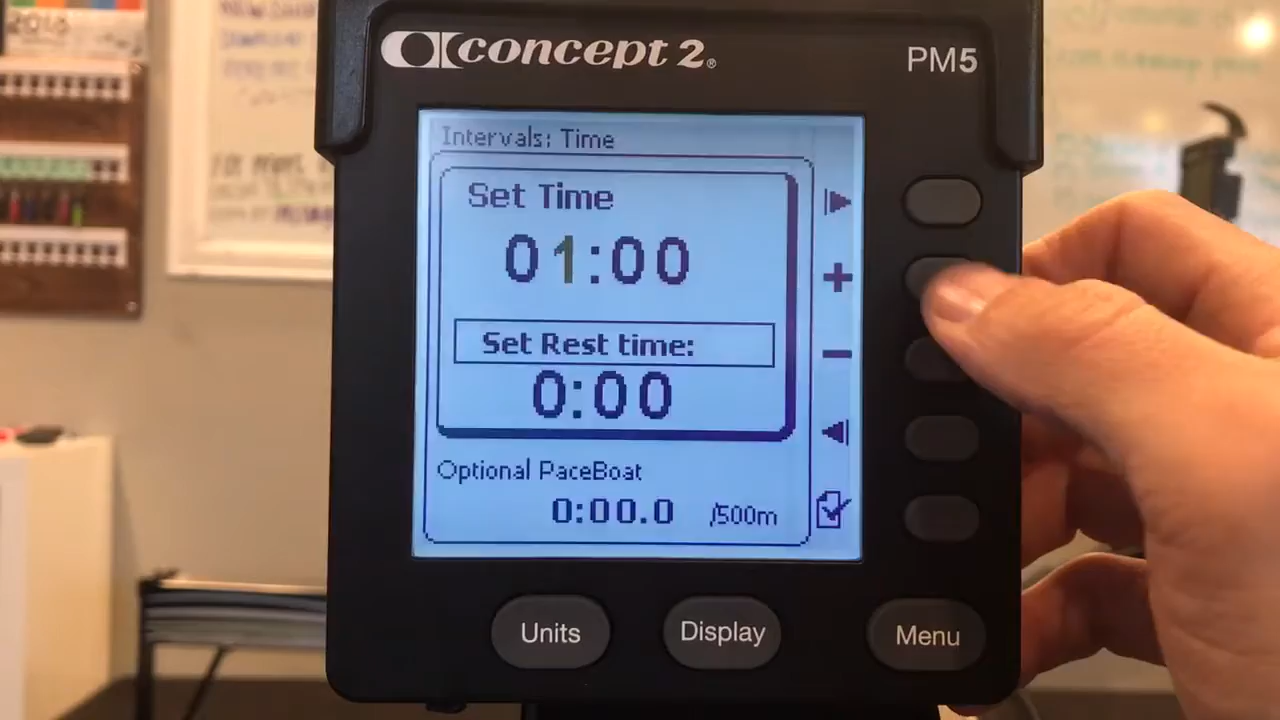 2016
concept 2®
PM5
Intervals: Time
Set Time
01:00
Set Rest time:
0:00
Optional PaceBoat
0:00.0 /500m
Units
Display
Menu